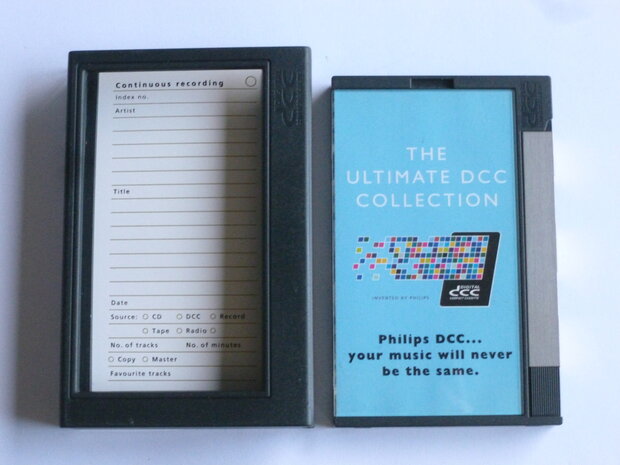 Continuous recording
Index no.
Artist
Title
Date
Source: CD DCC Record
Tape Radio
No. of tracks No. of minutes
Copy Master
Favourite tracks
dcc
THE
ULTIMATE DCC
COLLECTION
INVENTED BY PHILIPS
DIGITAL
dcc
COMPACT CASSETTE
Philips DCC...
your music will never
be the same.
dcc